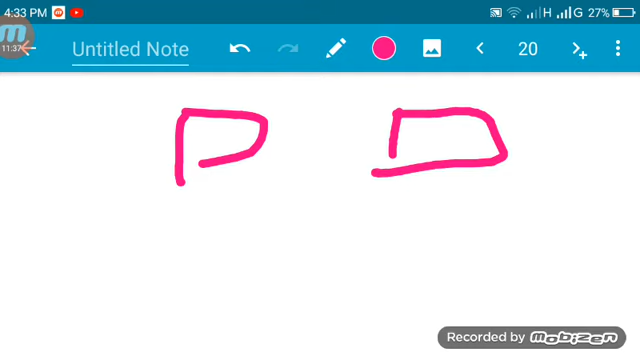 4:33 PM H G 27%
11:37 Untitled Note 20
P D
Recorded by mobizen